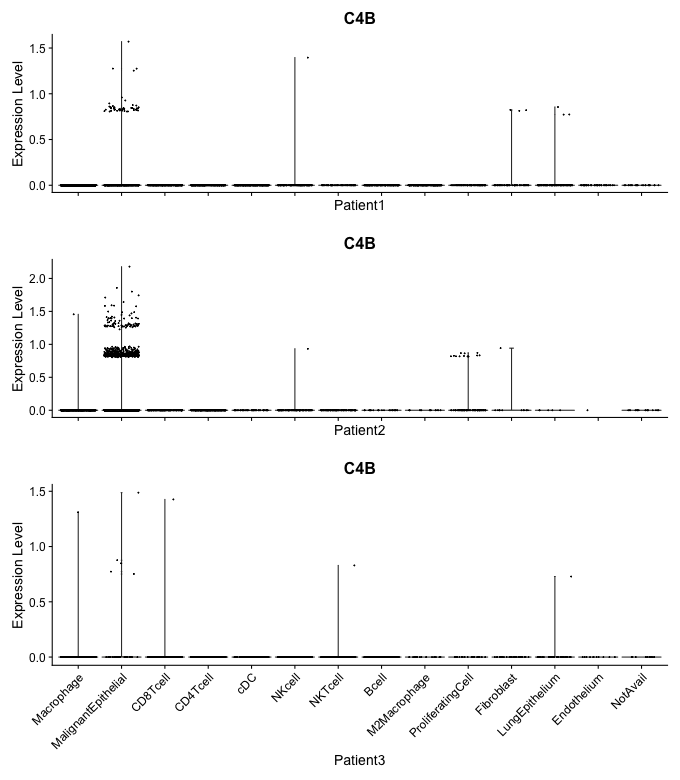 C4B
Expression Level
1.5
1.0
0.5
0.0
Patient1
C4B
Expression Level
2.0
1.5
1.0
0.5
0.0
Patient2
C4B
Expression Level
1.5
1.0
0.5
0.0
Macrophage
MalignantEpithelial
CD8Tcell
CD4Tcell
cDC
NKcell
NKTcell
Bcell
M2Macrophage
ProliferatingCell
Fibroblast
LungEpithelium
Endothelium
NotAvail
Patient3